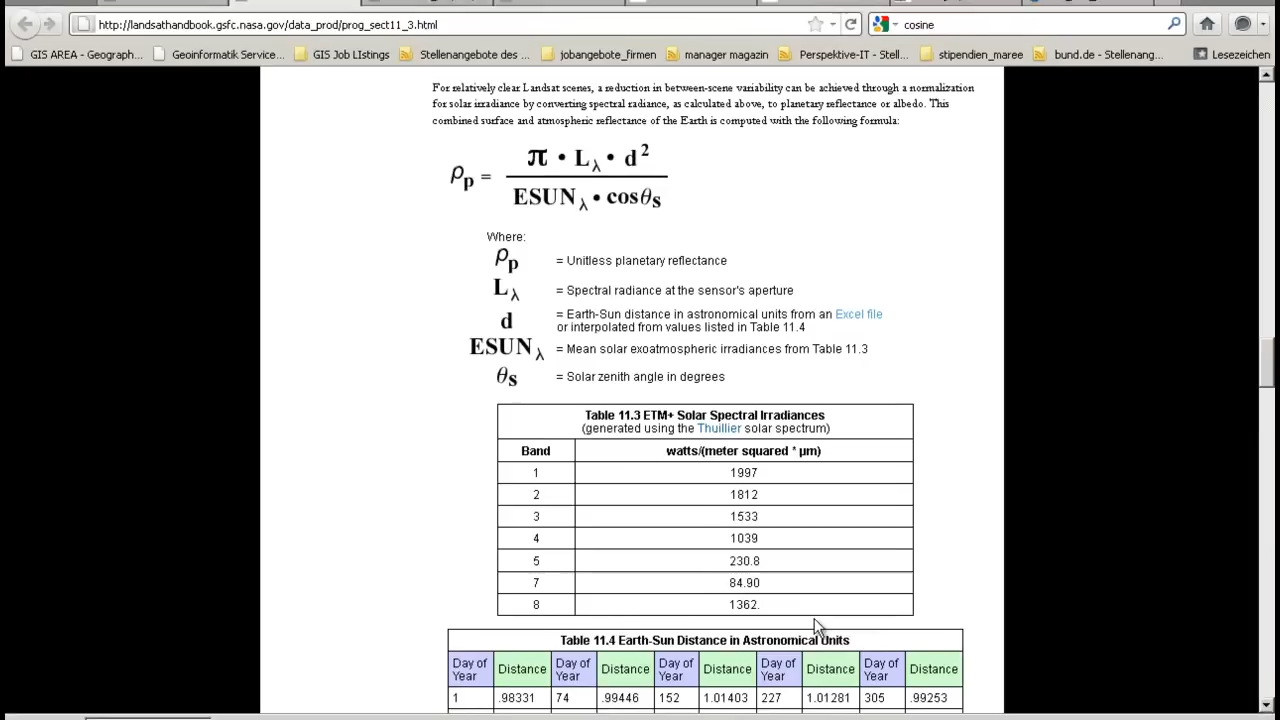 http://landsathandbook.gsfc.nasa.gov/data_prod/prog_sect11_3.html
cosine
GIS AREA - Geograph... Geoinformatik Service... GIS Job LIstings Stellenangebote des ... jobangebote_firmen manager magazin Perspektive-IT - Stell... stipendien_maree bund.de - Stellenang... Lesezeichen
For relatively clear Landsat scenes, a reduction in between-scene variability can be achieved through a normalization
for solar irradiance by converting spectral radiance, as calculated above, to planetary reflectance or albedo. This
combined surface and atmospheric reflectance of the Earth is computed with the following formula:
π • Lλ • d²
ρp =
ESUNλ • cosθs
Where:
ρp = Unitless planetary reflectance
Lλ = Spectral radiance at the sensor's aperture
d = Earth-Sun distance in astronomical units from an Excel file
or interpolated from values listed in Table 11.4
ESUNλ = Mean solar exoatmospheric irradiances from Table 11.3
θs = Solar zenith angle in degrees
Table 11.3 ETM+ Solar Spectral Irradiances
(generated using the Thuillier solar spectrum)
Band watts/(meter squared * µm)
1 1997
2 1812
3 1533
4 1039
5 230.8
7 84.90
8 1362.
Table 11.4 Earth-Sun Distance in Astronomical Units
Day of Year Distance Day of Year Distance Day of Year Distance Day of Year Distance Day of Year Distance
1 .98331 74 .99446 152 1.01403 227 1.01281 305 .99253